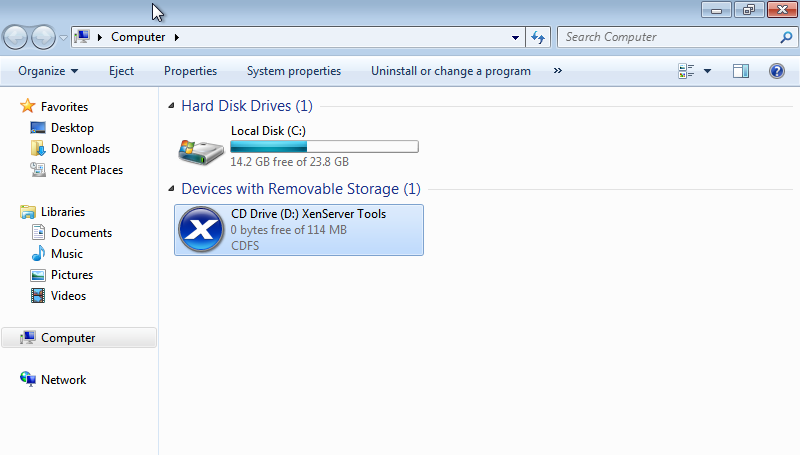 Computer
Search Computer
Organize Eject Properties System properties Uninstall or change a program »
Favorites
Desktop
Downloads
Recent Places
Libraries
Documents
Music
Pictures
Videos
Computer
Network
Hard Disk Drives (1)
Local Disk (C:)
14.2 GB free of 23.8 GB
Devices with Removable Storage (1)
X
CD Drive (D:) XenServer Tools
0 bytes free of 114 MB
CDFS